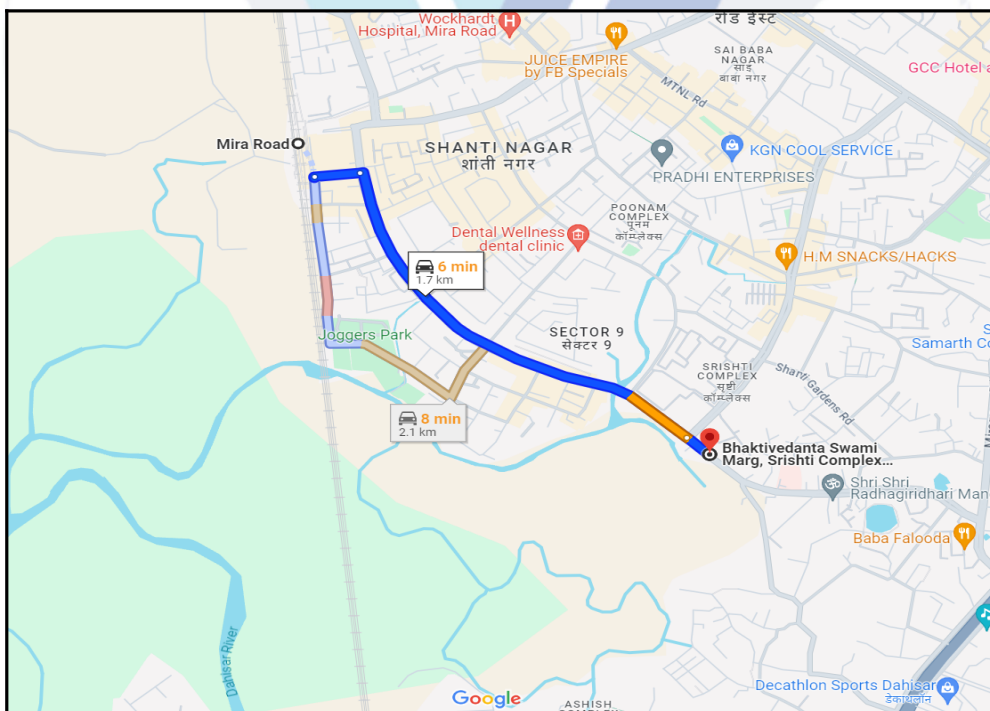 Wockhardt
Hospital, Mira Road
रोड ईस्ट
JUICE EMPIRE
by FB Specials
SAI BABA
NAGAR
साई
बाबा नगर
GCC Hotel a
MTNL Rd
Mira Road
SHANTI NAGAR
शांती नगर
KGN COOL SERVICE
PRADHI ENTERPRISES
POONAM
COMPLEX
पूनम
कॉम्प्लेक्स
Dental Wellness
dental clinic
H.M SNACKS/HACKS
6 min
1.7 km
Joggers Park
SECTOR 9
सेक्टर 9
Samarth Co
SRISHTI
COMPLEX
सृष्टी
कॉम्प्लेक्स
Shanti Gardens Rd
8 min
2.1 km
Bhaktivedanta Swami
Marg, Srishti Complex...
Shri Shri
Radhagiridhari Man
Baba Falooda
Dahisar River
Decathlon Sports Dahisar
डेकाथलॉन
Google
ASHISH